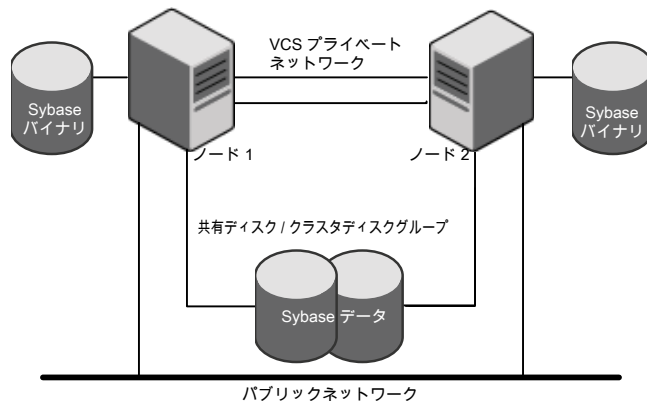 VCS プライベート
ネットワーク
Sybase
バイナリ
Sybase
バイナリ
ノード 1
ノード 2
共有ディスク / クラスタディスクグループ
Sybase データ
パブリックネットワーク